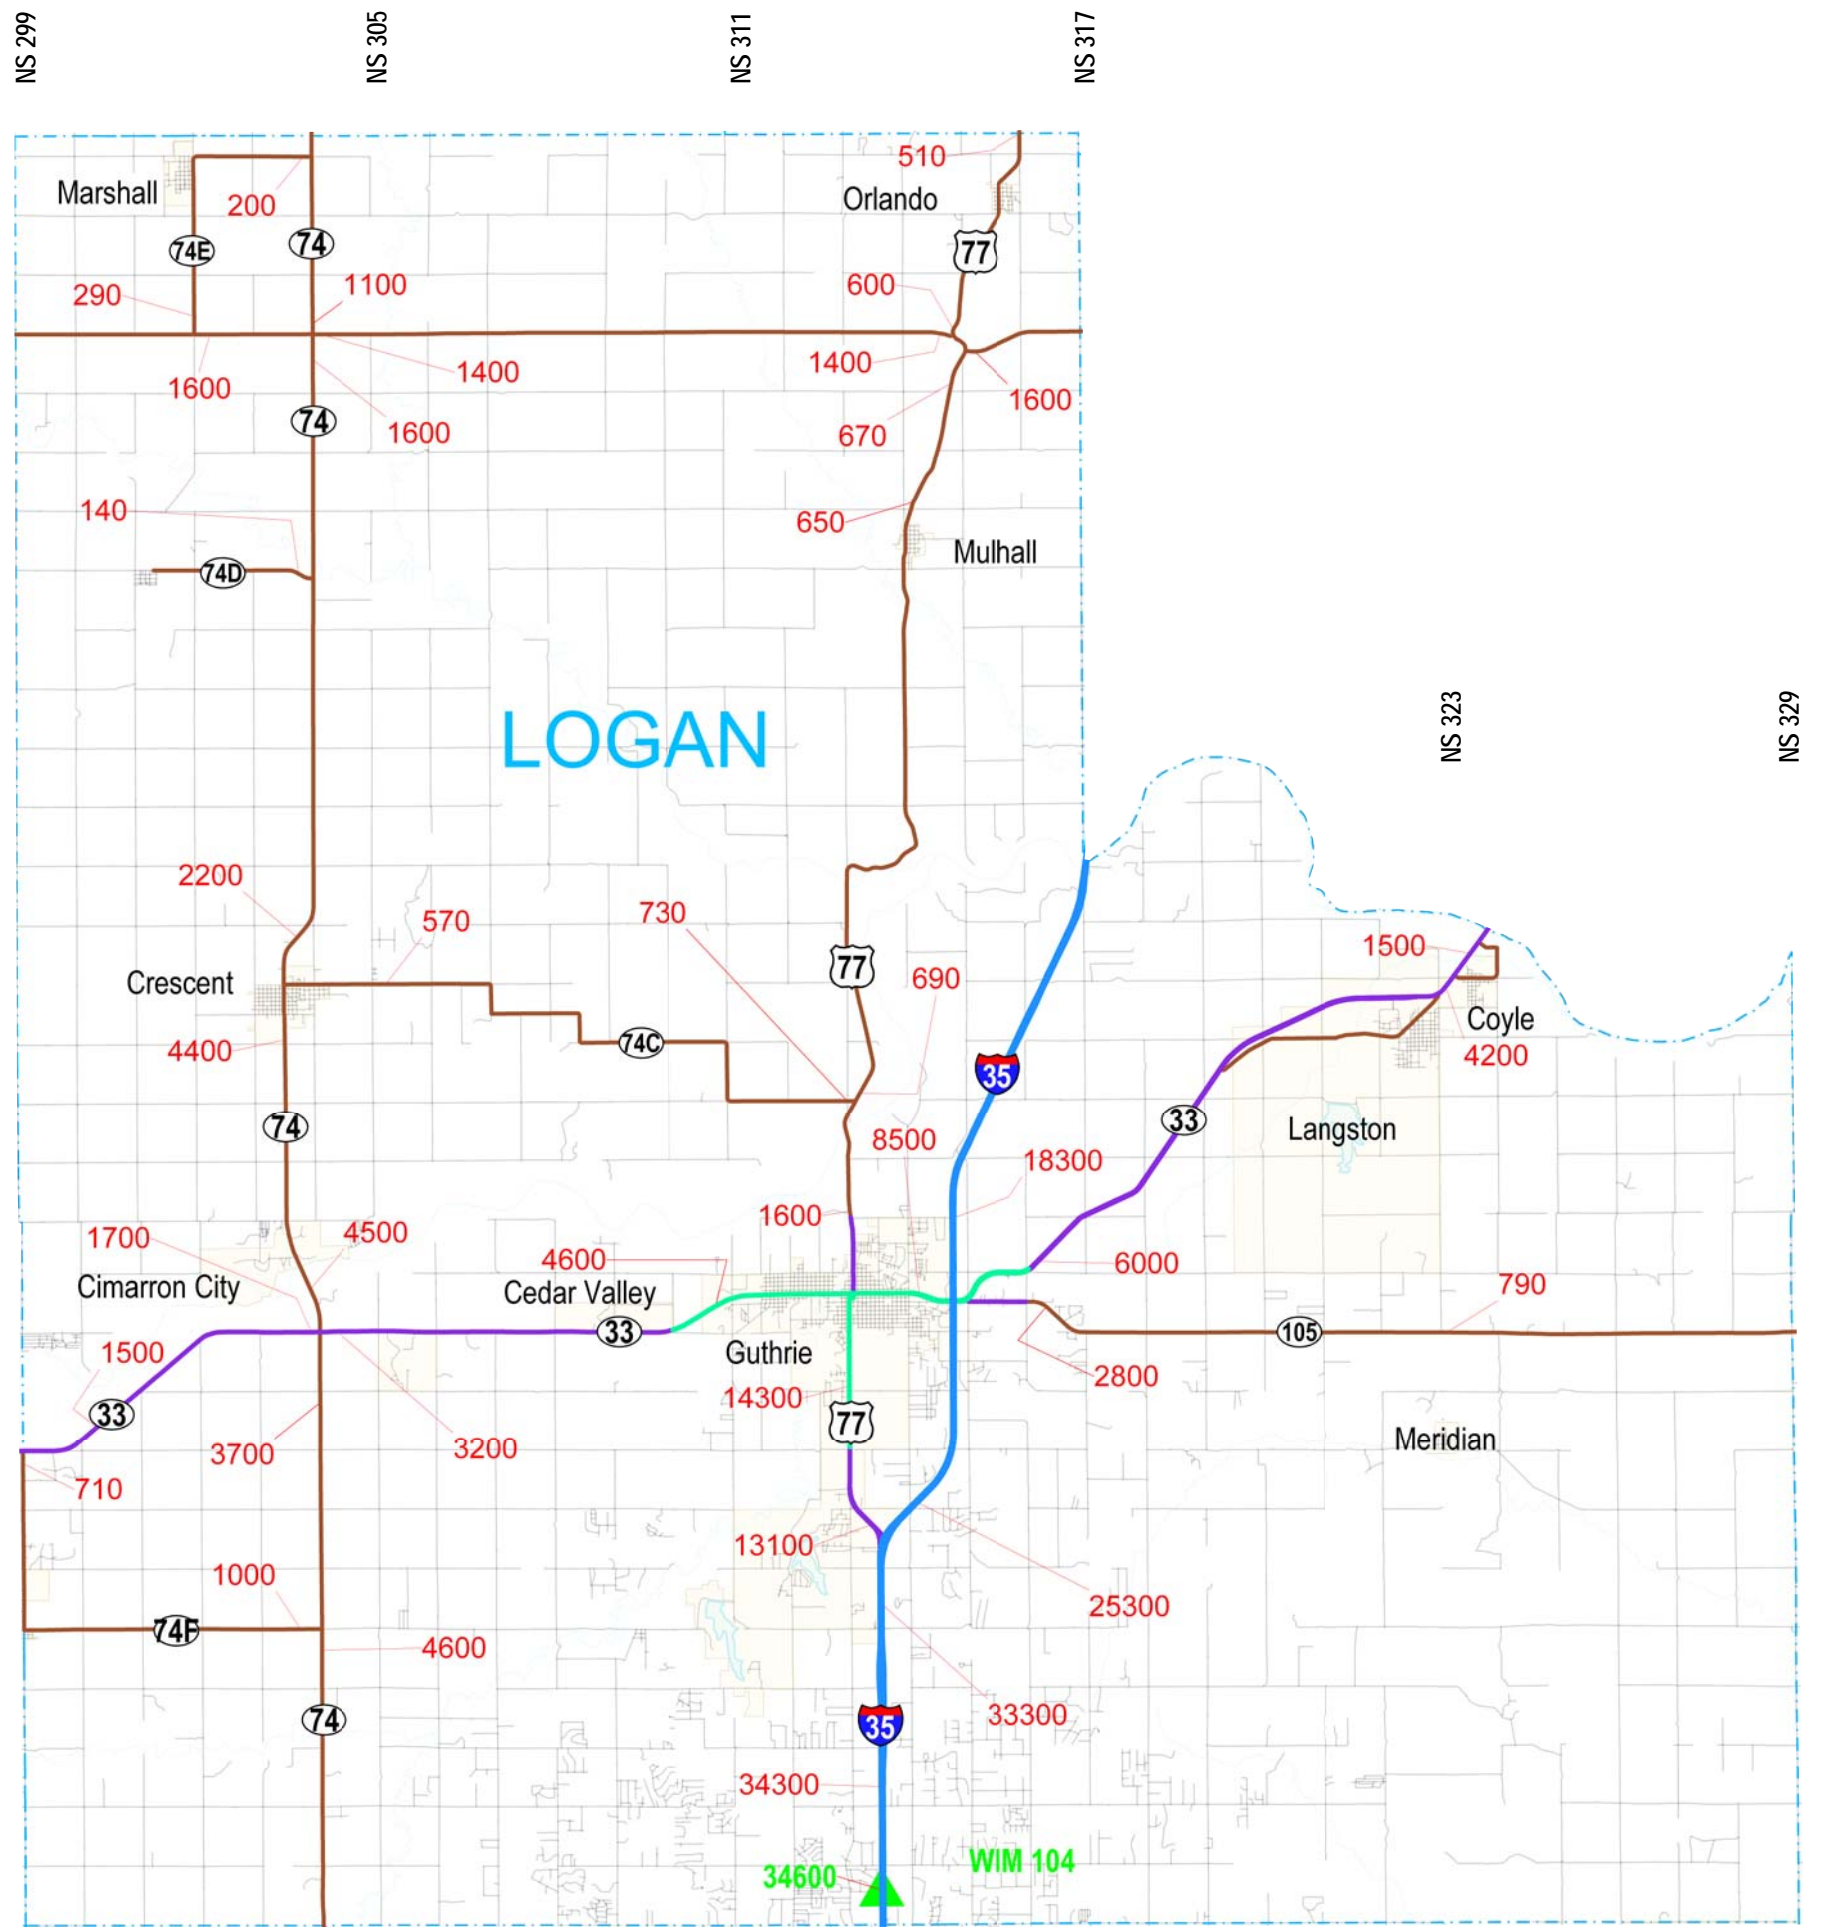 NS 299
NS 305
NS 311
NS 317
510
Marshall
200
Orlando
74E
74
77
290
1100
600
1600
1400
1400
1600
74
1600
670
140
650
74D
Mulhall
LOGAN
NS 323
NS 329
2200
570
730
1500
Crescent
77
690
Coyle
4400
74C
4200
35
74
33
Langston
8500
18300
1700
4500
1600
4600
6000
Cimarron City
Cedar Valley
790
33
105
1500
Guthrie
2800
14300
33
77
3700
3200
Meridian
710
13100
1000
25300
74F
4600
33300
74
35
34300
WIM 104
34600